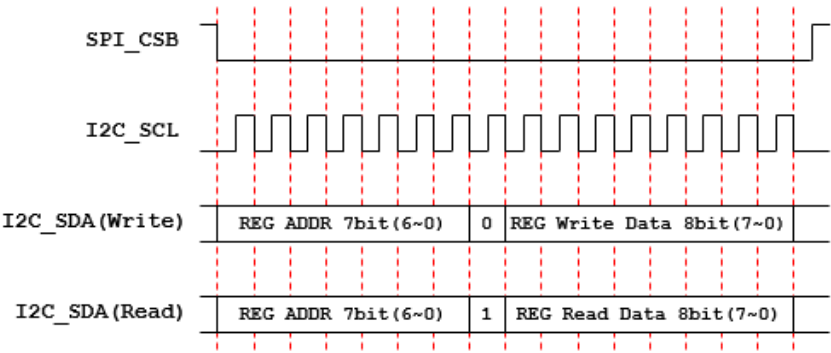 SPI_CSB
I2C_SCL
I2C_SDA(Write) REG ADDR 7bit(6~0) 0 REG Write Data 8bit(7~0)
I2C_SDA(Read) REG ADDR 7bit(6~0) 1 REG Read Data 8bit(7~0)